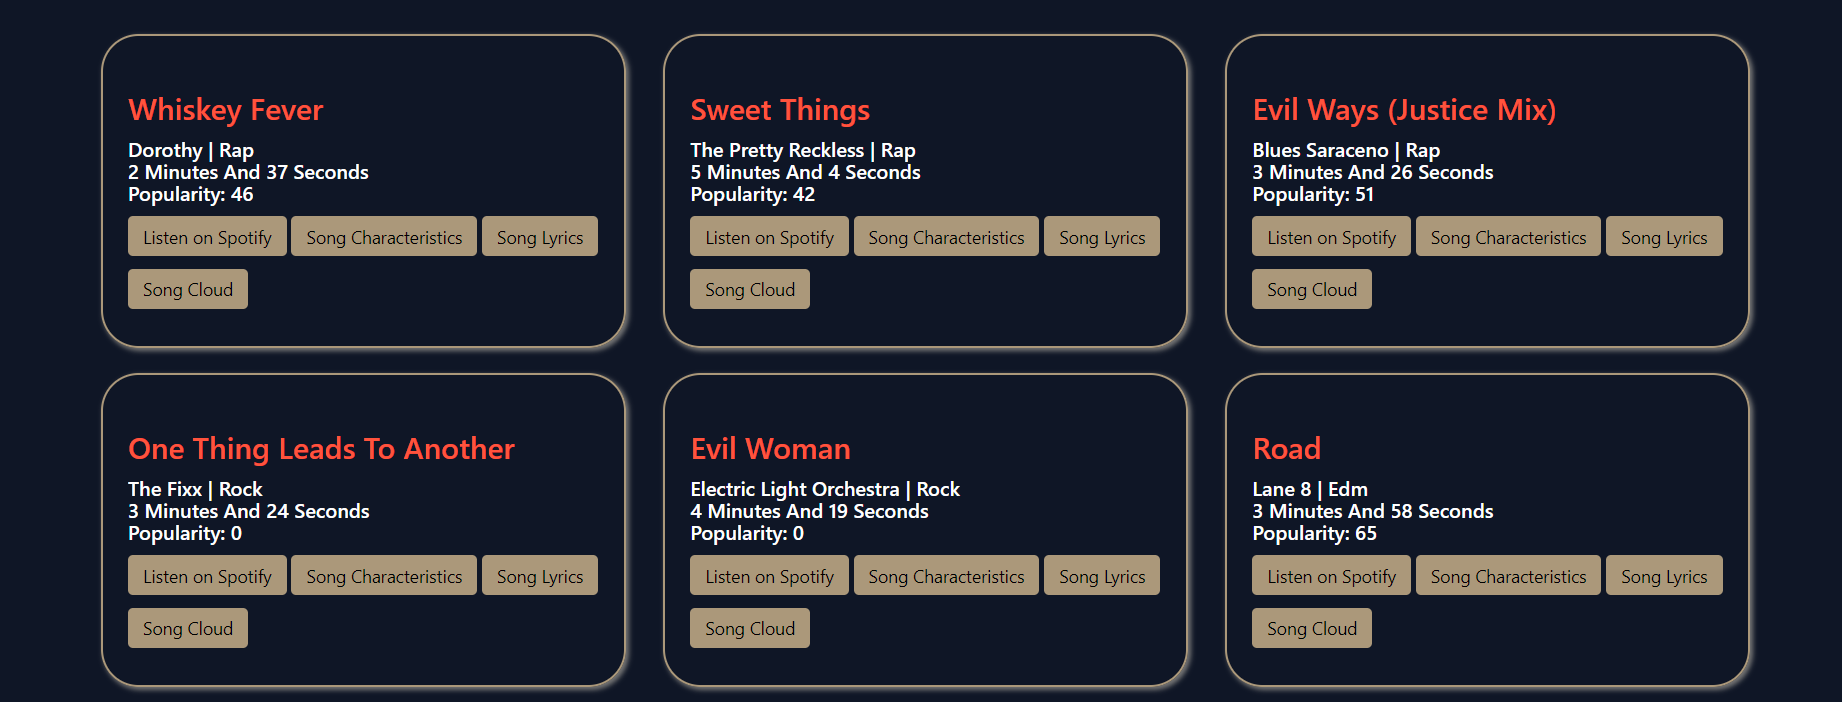 Whiskey Fever
Dorothy | Rap
2 Minutes And 37 Seconds
Popularity: 46
Listen on Spotify
Song Characteristics
Song Lyrics
Song Cloud
Sweet Things
The Pretty Reckless | Rap
5 Minutes And 4 Seconds
Popularity: 42
Listen on Spotify
Song Characteristics
Song Lyrics
Song Cloud
Evil Ways (Justice Mix)
Blues Saraceno | Rap
3 Minutes And 26 Seconds
Popularity: 51
Listen on Spotify
Song Characteristics
Song Lyrics
Song Cloud
One Thing Leads To Another
The Fixx | Rock
3 Minutes And 24 Seconds
Popularity: 0
Listen on Spotify
Song Characteristics
Song Lyrics
Song Cloud
Evil Woman
Electric Light Orchestra | Rock
4 Minutes And 19 Seconds
Popularity: 0
Listen on Spotify
Song Characteristics
Song Lyrics
Song Cloud
Road
Lane 8 | Edm
3 Minutes And 58 Seconds
Popularity: 65
Listen on Spotify
Song Characteristics
Song Lyrics
Song Cloud